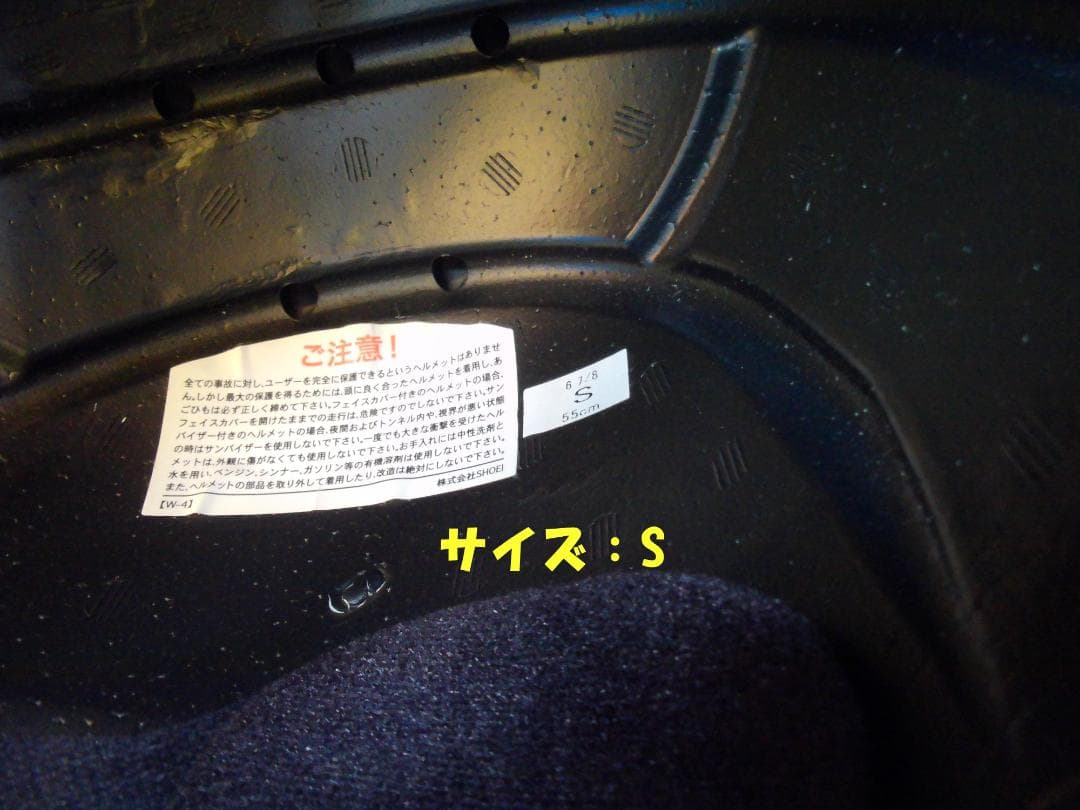 ご注意！
全ての事故に対し、ユーザーを完全に保護できるというヘルメットはありませ
ん。しかし最大の保護を得るためには、頭に良く合ったヘルメットを着用し、あ
ごひもは必ず正しく締めて下さい。フェイスカバー付きのヘルメットの場合、
フェイスカバーを開けたままでの走行は、危険ですのでしないで下さい。サン
バイザー付きのヘルメットの場合、夜間およびトンネル内や、視界が悪い状態
の時はサンバイザーを使用しないで下さい。一度でも大きな衝撃を受けたヘル
メットは、外観に傷がなくても使用しないで下さい。お手入れには中性洗剤と
水を用い、ベンジン、シンナー、ガソリン等の有機溶剤は使用しないで下さい。
また、ヘルメットの部品を取り外して着用したり、改造は絶対にしないで下さい。
【W-4】
株式会社SHOEI
6 7/8
S
55cm
サイズ：S